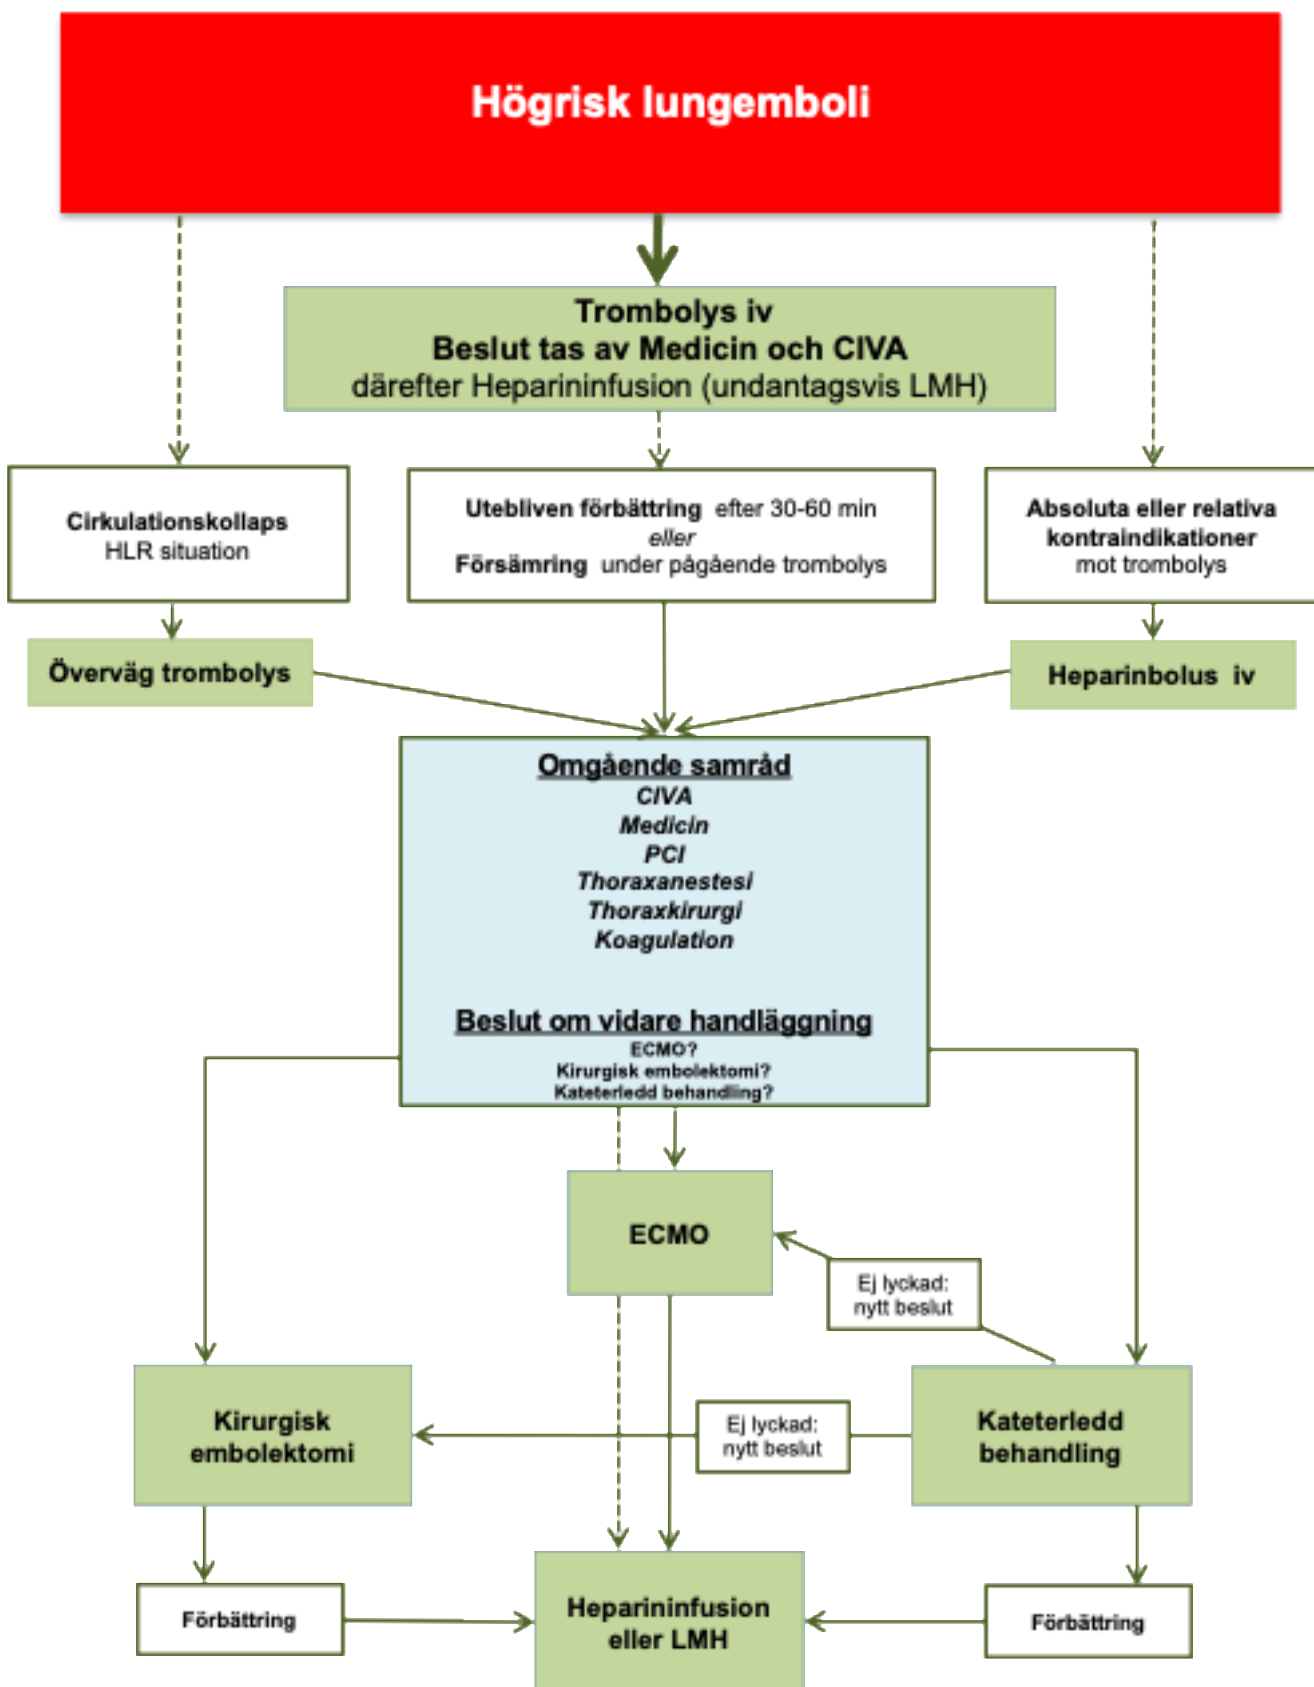 Högrisk lungemboli
Trombolys iv
Beslut tas av Medicin och CIVA
därefter Heparininfusion (undantagsvis LMH)
Cirkulationskollaps
HLR situation
Utebliven förbättring efter 30-60 min
eller
Försämring under pågående trombolys
Absoluta eller relativa
kontraindikationer
mot trombolys
Överväg trombolys
Heparinbolus iv
Omgående samråd
CIVA
Medicin
PCI
Thoraxanestesi
Thoraxkirurgi
Koagulation
Beslut om vidare handläggning
ECMO?
Kirurgisk embolektomi?
Kateterledd behandling?
ECMO
Ej lyckad:
nytt beslut
Kirurgisk
embolektomi
Ej lyckad:
nytt beslut
Kateterledd
behandling
Förbättring
Heparininfusion
eller LMH
Förbättring